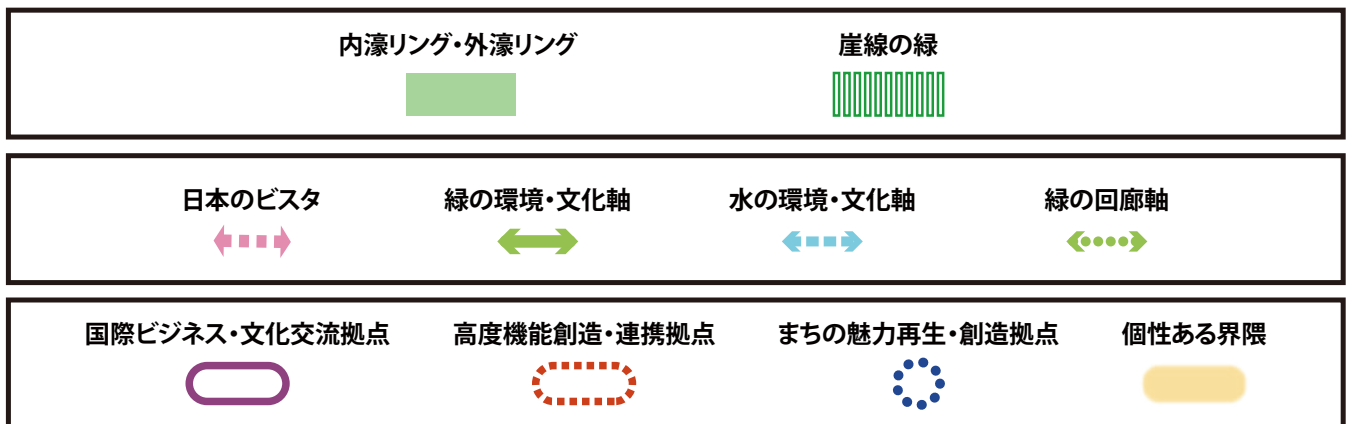 内濠リング・外濠リング
崖線の緑
日本のビスタ
緑の環境・文化軸
水の環境・文化軸
緑の回廊軸
国際ビジネス・文化交流拠点
高度機能創造・連携拠点
まちの魅力再生・創造拠点
個性ある界隈